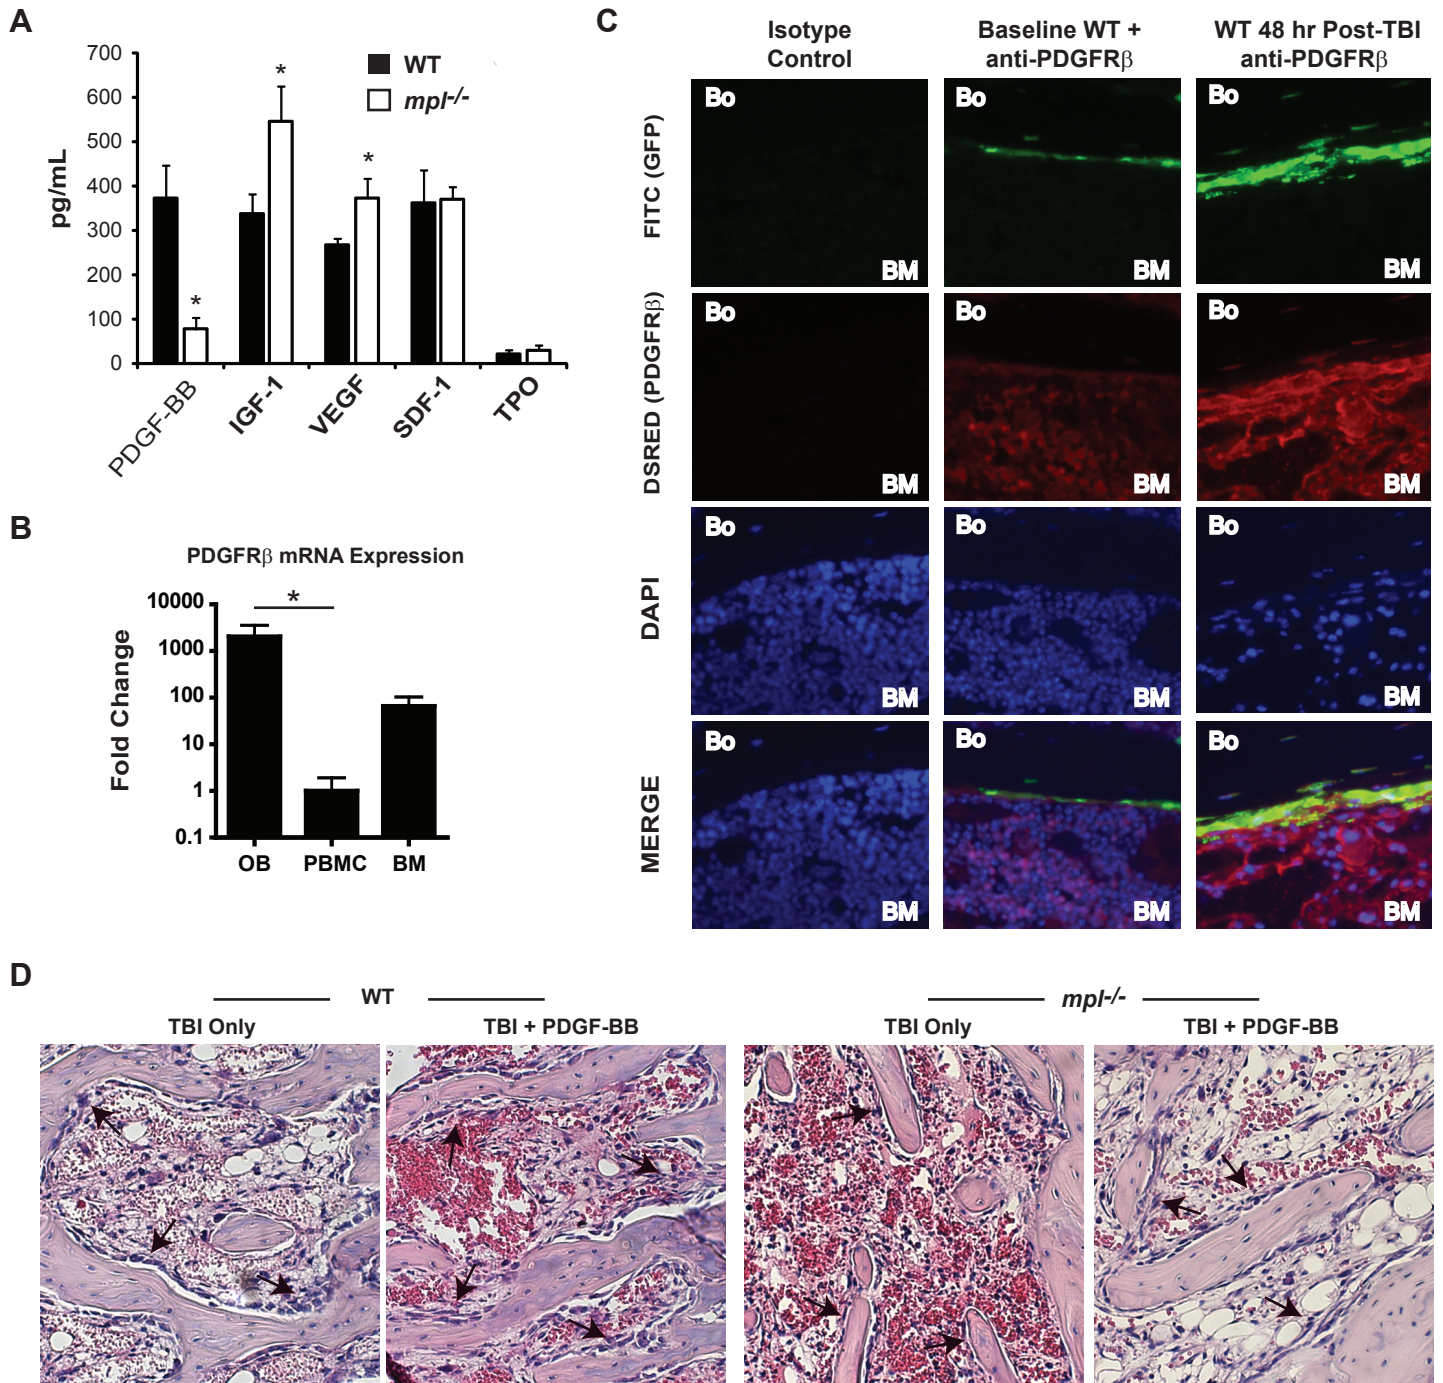 A
700
600
500
400
300
200
100
0
pg/mL
WT
mpl-/-
*
*
*
PDGF-BB
IGF-1
VEGF
SDF-1
TPO
B
PDGFRβ mRNA Expression
*
10000
1000
100
10
1
0.1
Fold Change
OB
PBMC
BM
C
Isotype
Control
Baseline WT +
anti-PDGFRβ
WT 48 hr Post-TBI
anti-PDGFRβ
FITC (GFP)
Bo
BM
Bo
BM
Bo
BM
DSRED (PDGFRβ)
Bo
BM
Bo
BM
Bo
BM
DAPI
Bo
BM
Bo
BM
Bo
BM
MERGE
Bo
BM
Bo
BM
Bo
BM
D
WT
TBI Only
TBI + PDGF-BB
mpl-/-
TBI Only
TBI + PDGF-BB